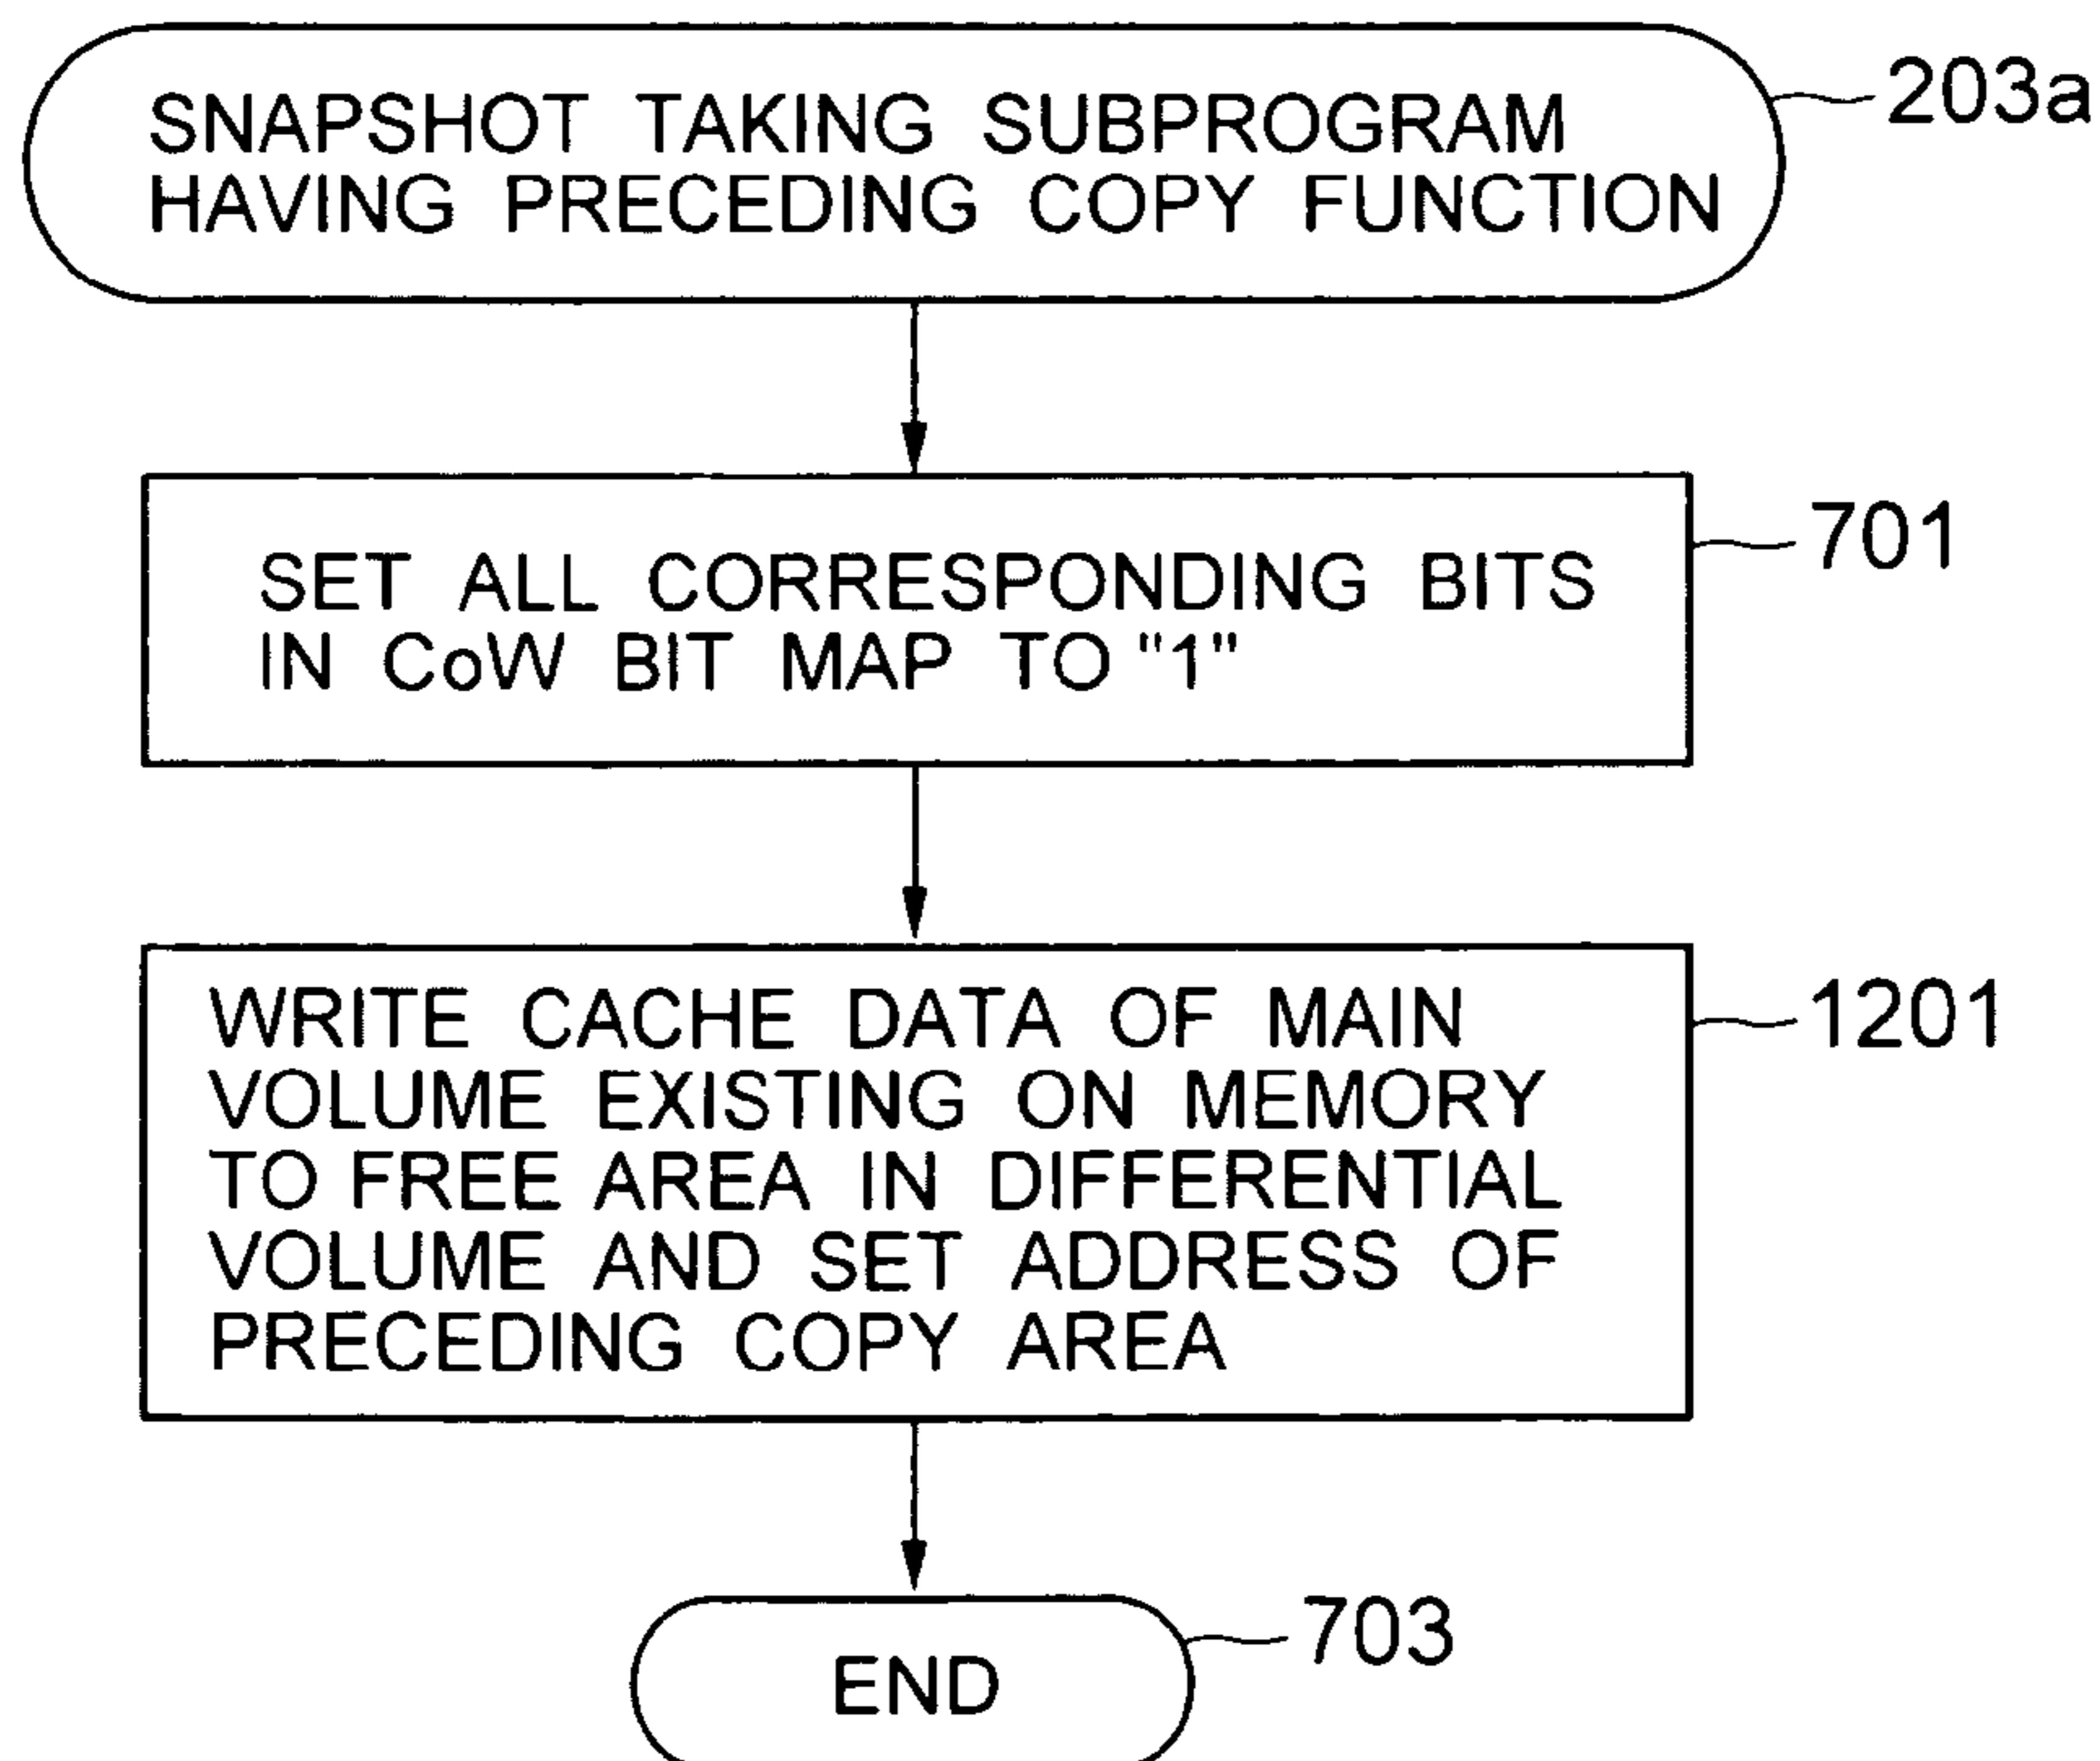 SNAPSHOT TAKING SUBPROGRAM
HAVING PRECEDING COPY FUNCTION
203a
SET ALL CORRESPONDING BITS
IN CoW BIT MAP TO "1"
701
WRITE CACHE DATA OF MAIN
VOLUME EXISTING ON MEMORY
TO FREE AREA IN DIFFERENTIAL
VOLUME AND SET ADDRESS OF
PRECEDING COPY AREA
1201
END
703